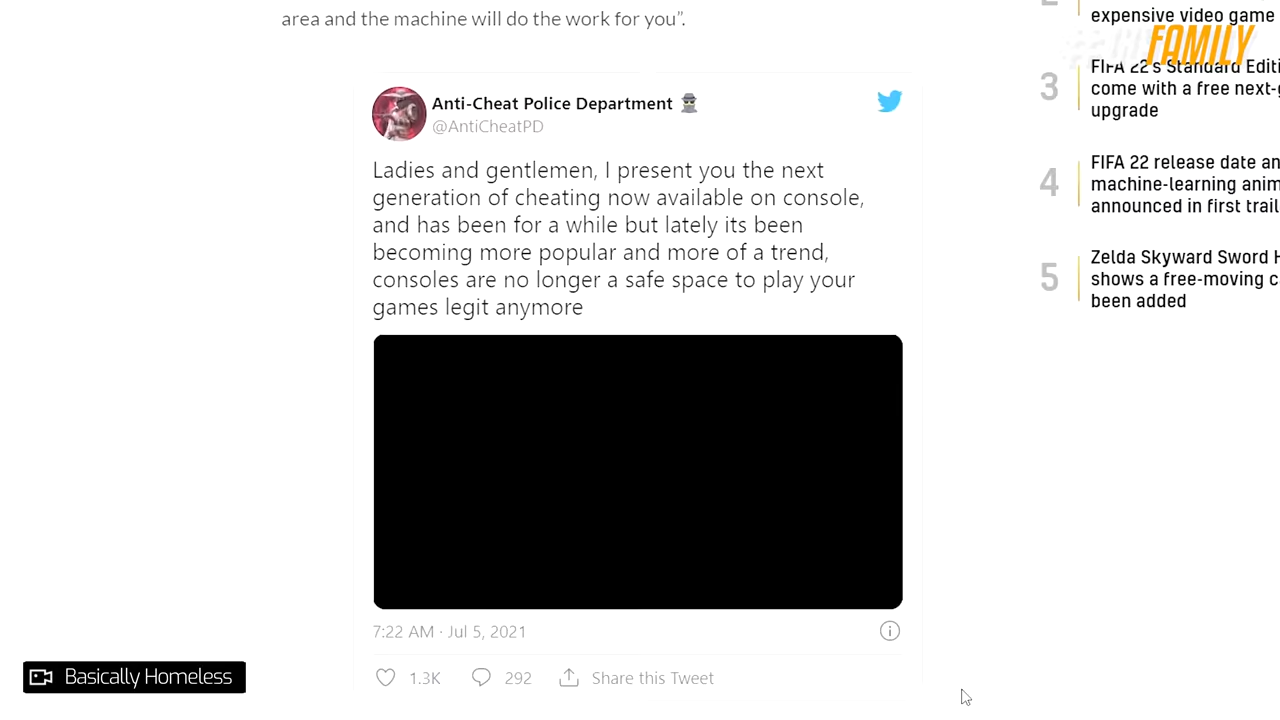 area and the machine will do the work for you”.
Anti-Cheat Police Department
@AntiCheatPD
Ladies and gentlemen, I present you the next
generation of cheating now available on console,
and has been for a while but lately its been
becoming more popular and more of a trend,
consoles are no longer a safe space to play your
games legit anymore
7:22 AM · Jul 5, 2021
1.3K
292
Share this Tweet
Basically Homeless
FAMILY
expensive video game
3
FIFA 22's Standard Editi
come with a free next-g
upgrade
4
FIFA 22 release date an
machine-learning anim
announced in first trail
5
Zelda Skyward Sword H
shows a free-moving c
been added